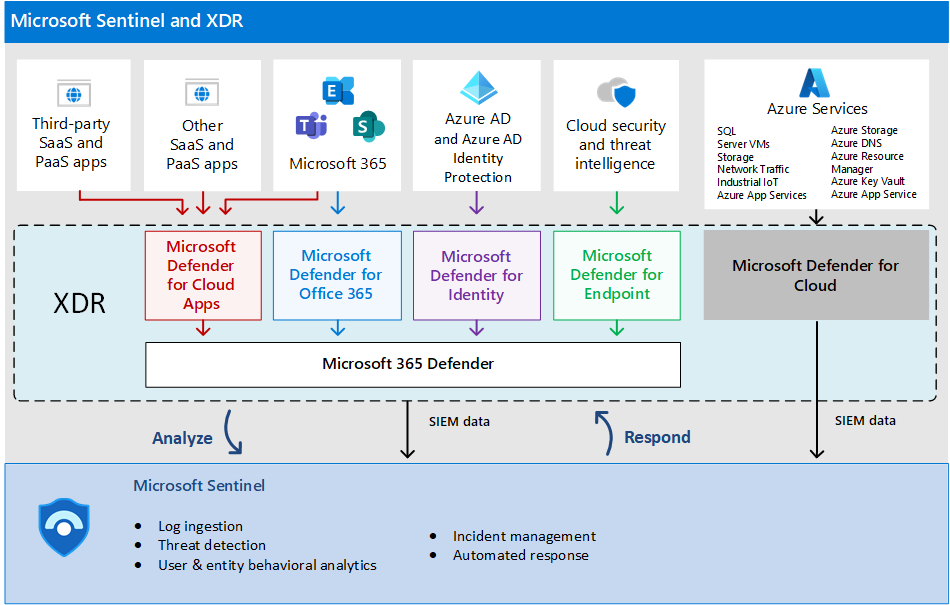 Microsoft Sentinel and XDR
Third-party
SaaS and
PaaS apps
Other
SaaS and
PaaS apps
E
T
S
Microsoft 365
Azure AD
and Azure AD
Identity
Protection
Cloud security
and threat
intelligence
Azure Services
SQL
Server VMs
Storage
Network Traffic
Industrial IoT
Azure App Services
Azure Storage
Azure DNS
Azure Resource
Manager
Azure Key Vault
Azure App Service
XDR
Microsoft
Defender
for Cloud
Apps
Microsoft
Defender for
Office 365
Microsoft
Defender for
Identity
Microsoft
Defender for
Endpoint
Microsoft Defender for
Cloud
Microsoft 365 Defender
Analyze
SIEM data
Respond
SIEM data
Microsoft Sentinel
• Log ingestion
• Threat detection
• User & entity behavioral analytics
• Incident management
• Automated response